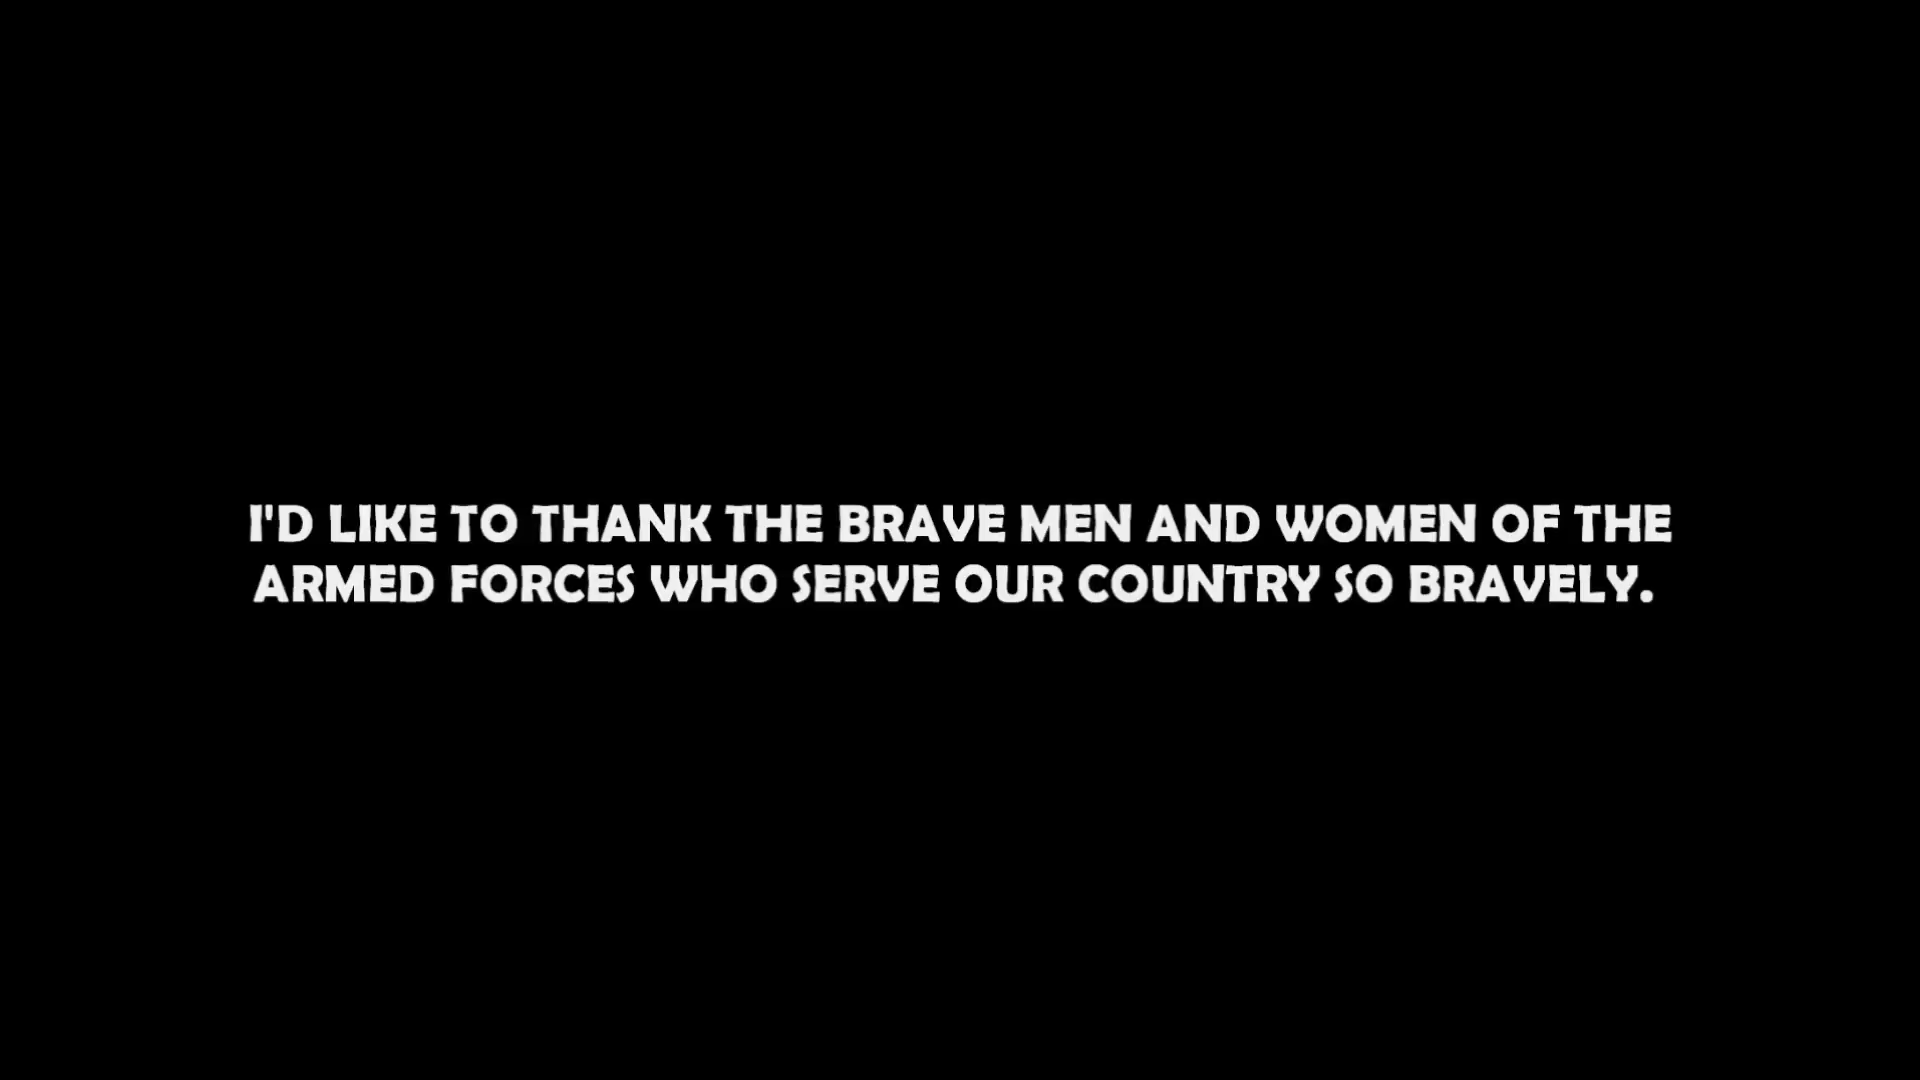 I'D LIKE TO THANK THE BRAVE MEN AND WOMEN OF THE
ARMED FORCES WHO SERVE OUR COUNTRY SO BRAVELY.